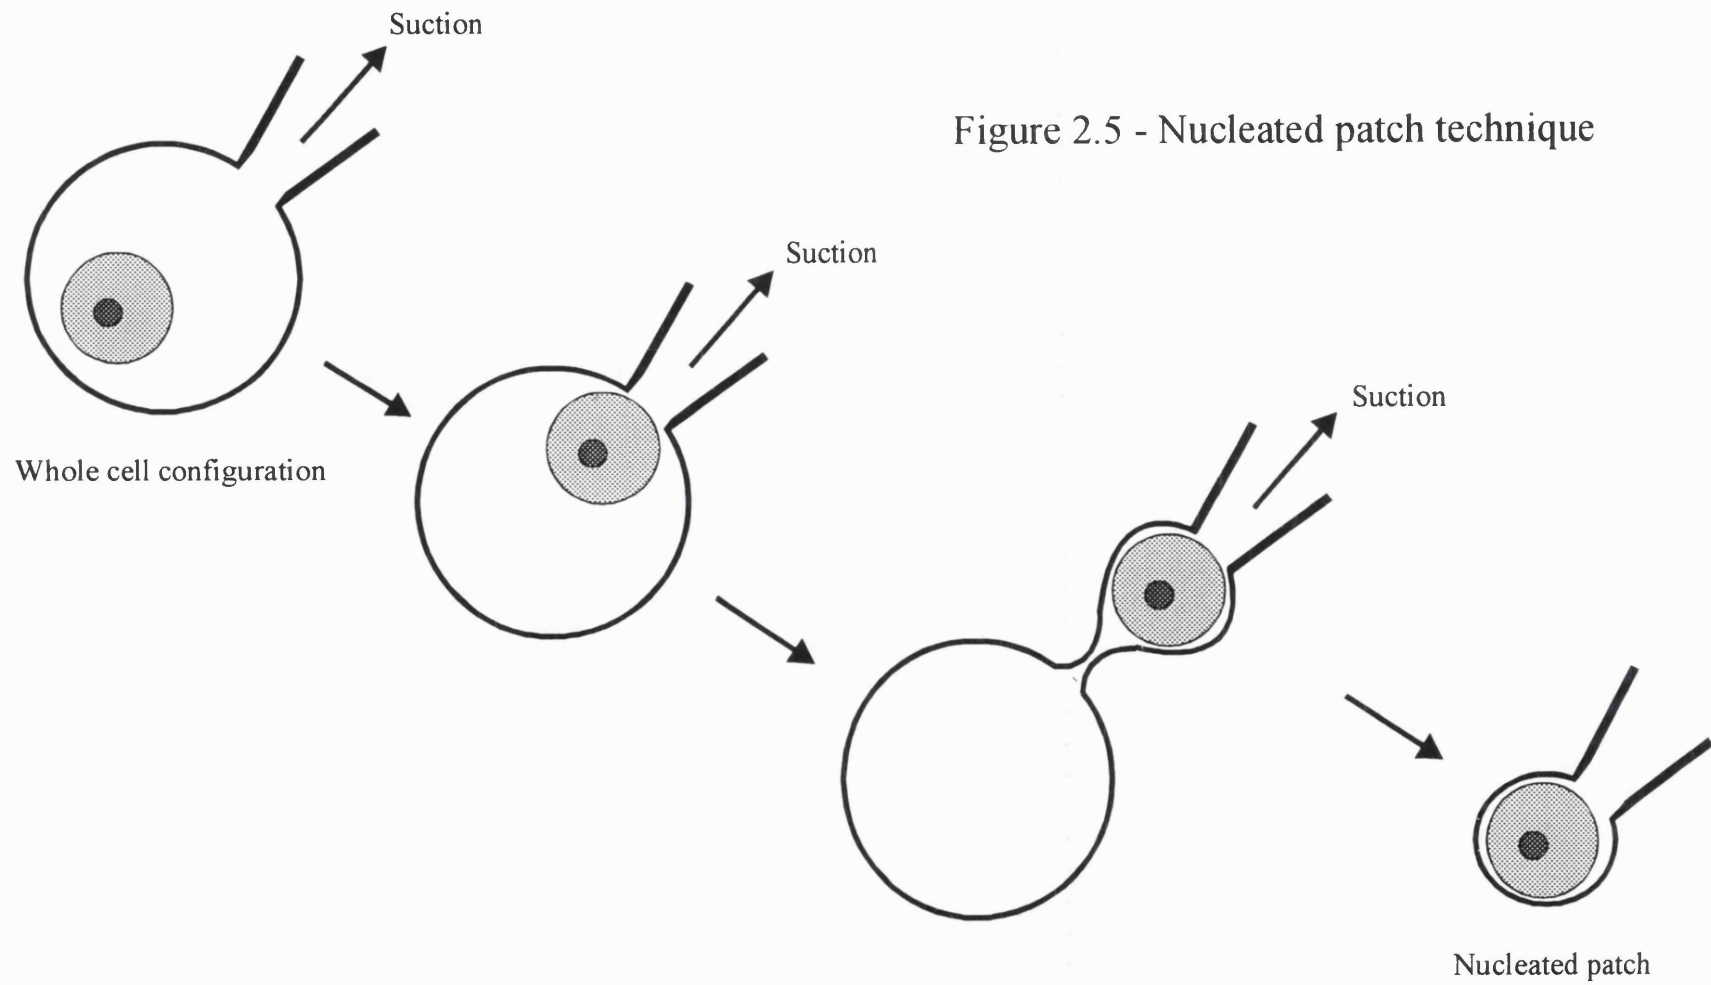 Suction
Figure 2.5 - Nucleated patch technique
Suction
Suction
Whole cell configuration
Nucleated patch